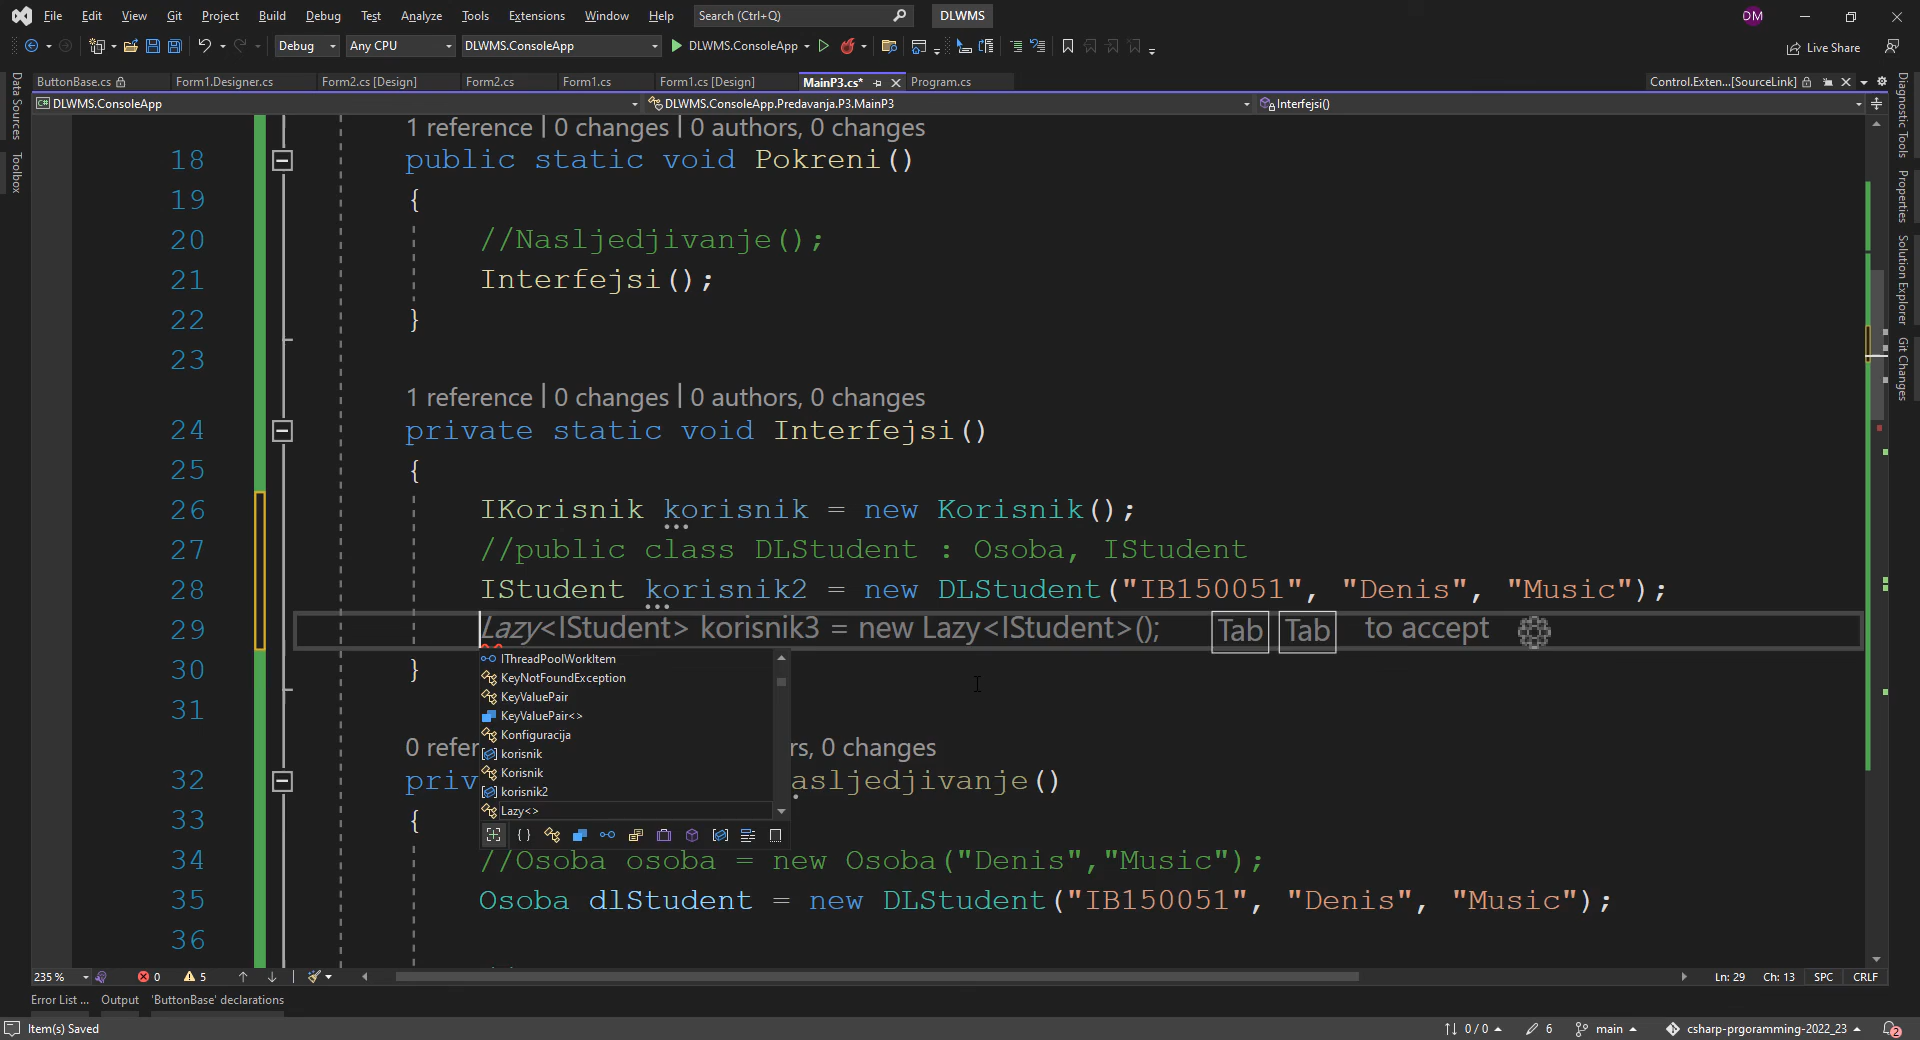 File Edit View Git Project Build Debug Test Analyze Tools Extensions Window Help Search (Ctrl+Q) DLWMS DM
Debug Any CPU DLWMS.ConsoleApp DLWMS.ConsoleApp Live Share
ButtonBase.cs Form1.Designer.cs Form2.cs [Design] Form2.cs Form1.cs Form1.cs [Design] MainP3.cs* Program.cs Control.Exten...[SourceLink]
DLWMS.ConsoleApp DLWMS.ConsoleApp.Predavanja.P3.MainP3 Interfejsi()
Data Sources
Toolbox
Diagnostic Tools
Properties
Solution Explorer
Git Changes
1 reference | 0 changes | 0 authors, 0 changes
18 public static void Pokreni()
19 {
20 //Nasljedjivanje();
21 Interfejsi();
22 }
23
1 reference | 0 changes | 0 authors, 0 changes
24 private static void Interfejsi()
25 {
26 IKorisnik korisnik = new Korisnik();
27 //public class DLStudent : Osoba, IStudent
28 IStudent korisnik2 = new DLStudent("IB150051", "Denis", "Music");
29 Lazy<IStudent> korisnik3 = new Lazy<IStudent>(); Tab Tab to accept
IThreadPoolWorkItem
30 }
KeyNotFoundException
KeyValuePair
KeyValuePair<>
31
Konfiguracija
korisnik
Korisnik
korisnik2
Lazy<>
0 refe rs, 0 changes
32 priv asljedjivanje()
33 {
34 //Osoba osoba = new Osoba("Denis","Music");
35 Osoba dlStudent = new DLStudent("IB150051", "Denis", "Music");
36
235 % 0 5 Ln: 29 Ch: 13 SPC CRLF
Error List ... Output 'ButtonBase' declarations
Item(s) Saved 0 / 0 6 main csharp-prgoramming-2022_23 2